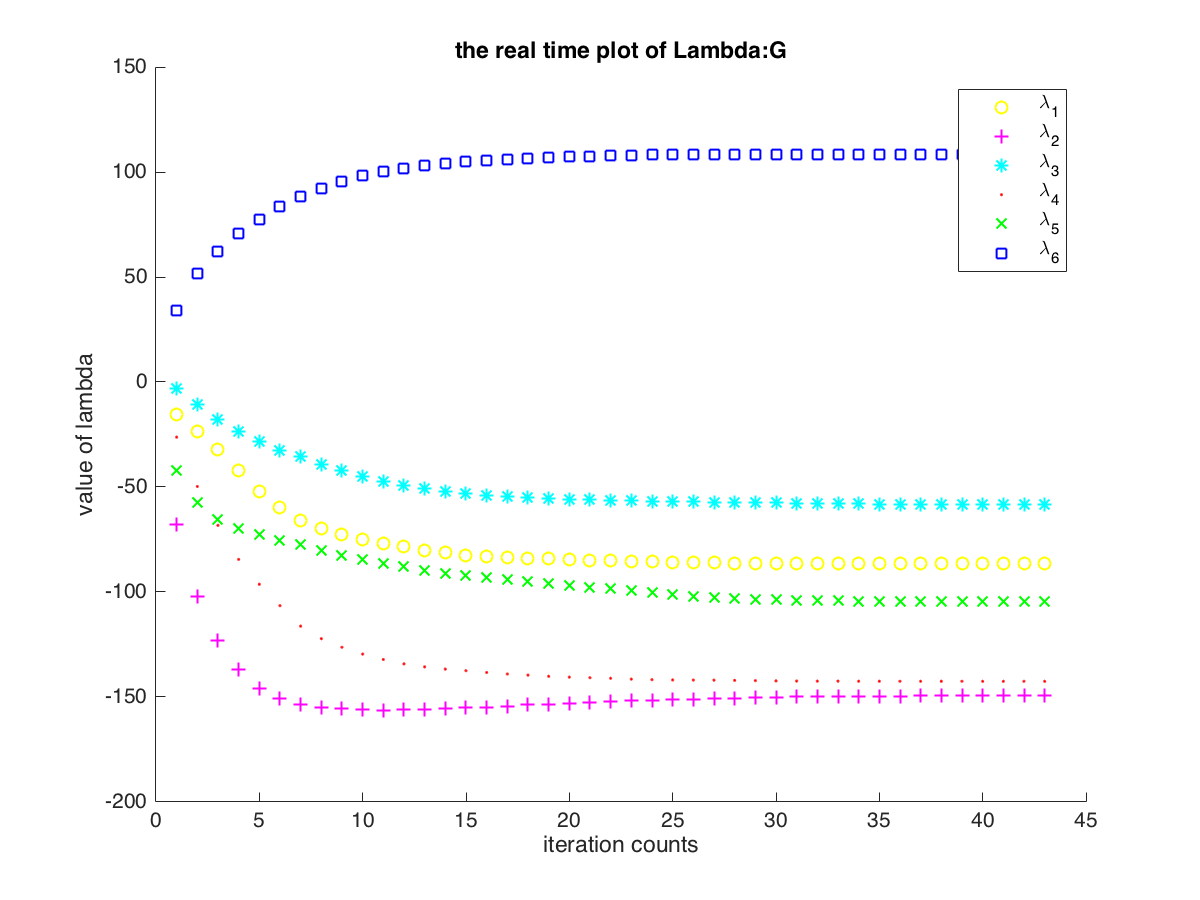 the real time plot of Lambda:G
150
100
50
0
-50
-100
-150
-200
value of lambda
λ1
λ2
λ3
λ4
λ5
λ6
0 5 10 15 20 25 30 35 40 45
iteration counts